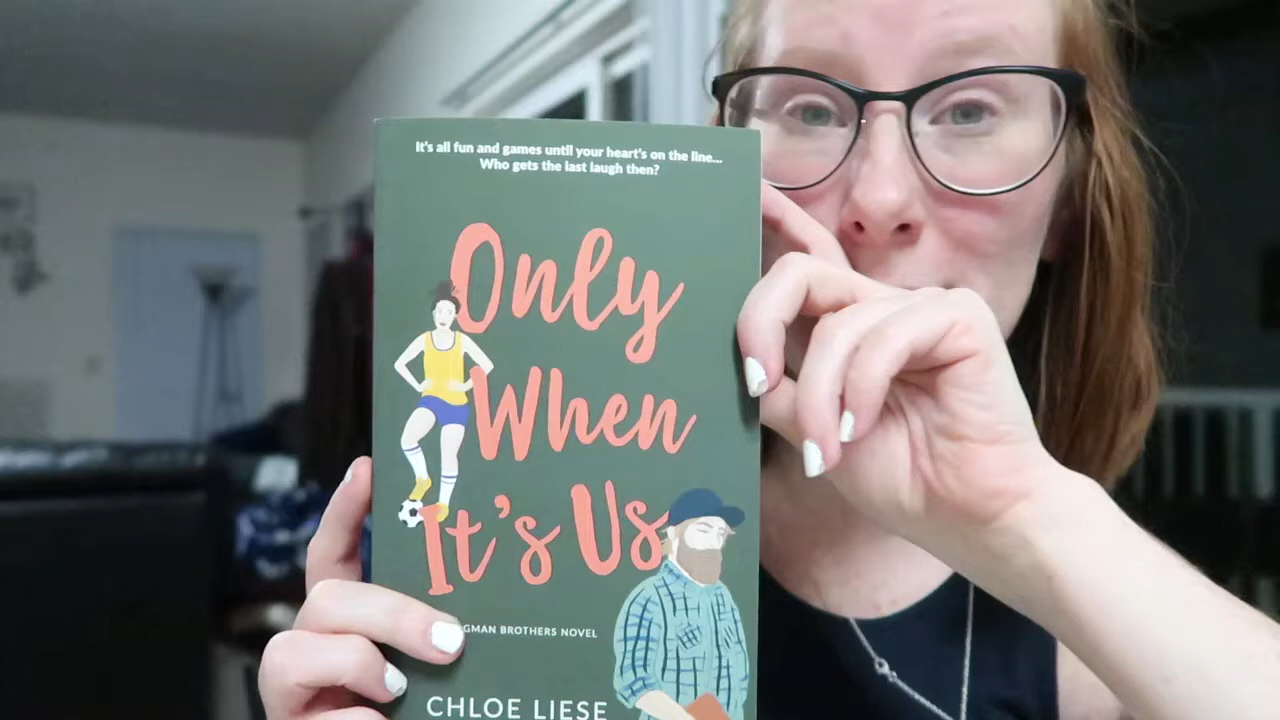 It's all fun and games until your heart's on the line...
Who gets the last laugh then?
Only
When
It's Us
BROTHERS NOVEL
CHLOE LIESE